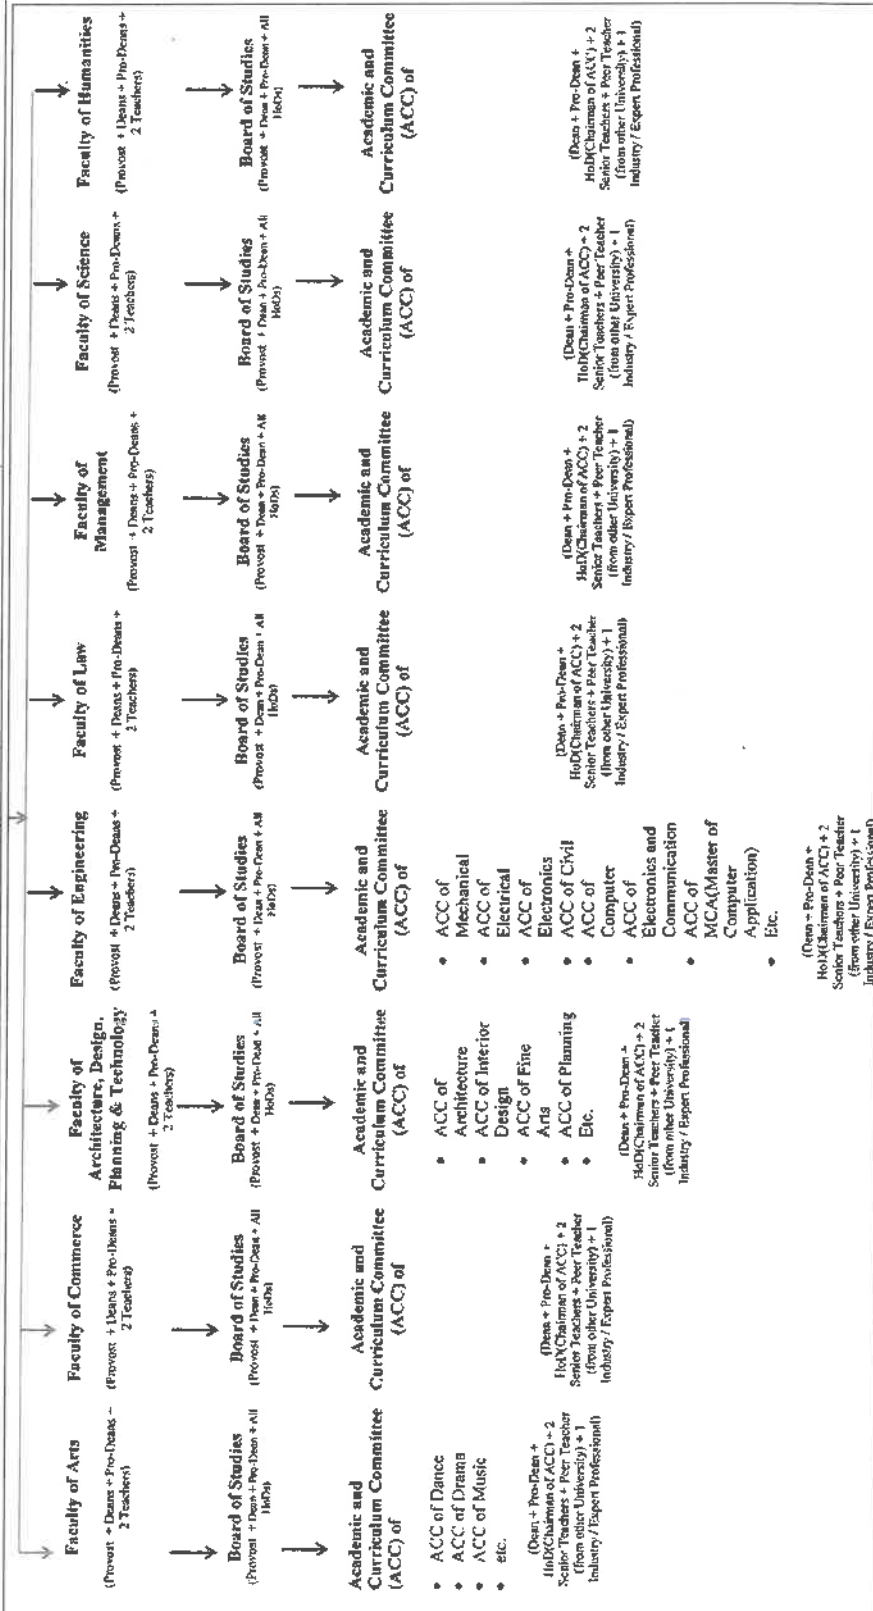 Faculty of Arts
(Provost + Deans + Pro-Deans +
2 Teachers)
Board of Studies
(Provost + Dean + Pro-Dean + All
HoDs)
Academic and
Curriculum Committee
(ACC) of
• ACC of Dance
• ACC of Drama
• ACC of Music
• etc.
(Dean + Pro-Dean +
HoD(Chairman of ACC) + 2
Senior Teachers + Peer Teacher
(from other University) + 1
Industry / Expert Professional)
Faculty of Commerce
(Provost + Deans + Pro-Deans +
2 Teachers)
Board of Studies
(Provost + Dean + Pro-Dean + All
HoDs)
Academic and
Curriculum Committee
(ACC) of
(Dean + Pro-Dean +
HoD(Chairman of ACC) + 2
Senior Teachers + Peer Teacher
(from other University) + 1
Industry / Expert Professional)
Faculty of
Architecture, Design,
Planning & Technology
(Provost + Deans + Pro-Deans +
2 Teachers)
Board of Studies
(Provost + Dean + Pro-Dean + All
HoDs)
Academic and
Curriculum Committee
(ACC) of
• ACC of
Architecture
• ACC of Interior
Design
• ACC of Fine
Arts
• ACC of Planning
• Etc.
(Dean + Pro-Dean +
HoD(Chairman of ACC) + 2
Senior Teachers + Peer Teacher
(from other University) + 1
Industry / Expert Professional)
Faculty of Engineering
(Provost + Deans + Pro-Deans +
2 Teachers)
Board of Studies
(Provost + Dean + Pro-Dean + All
HoDs)
Academic and
Curriculum Committee
(ACC) of
• ACC of
Mechanical
• ACC of
Electrical
• ACC of
Electronics
• ACC of Civil
• ACC of
Computer
• ACC of
Electronics and
Communication
• ACC of
MCA(Master of
Computer
Application)
• Etc.
(Dean + Pro-Dean +
HoD(Chairman of ACC) + 2
Senior Teachers + Peer Teacher
(from other University) + 1
Industry / Expert Professional)
Faculty of Law
(Provost + Deans + Pro-Deans +
2 Teachers)
Board of Studies
(Provost + Dean + Pro-Dean + All
HoDs)
Academic and
Curriculum Committee
(ACC) of
(Dean + Pro-Dean +
HoD(Chairman of ACC) + 2
Senior Teachers + Peer Teacher
(from other University) + 1
Industry / Expert Professional)
Faculty of
Management
(Provost + Deans + Pro-Deans +
2 Teachers)
Board of Studies
(Provost + Dean + Pro-Dean + All
HoDs)
Academic and
Curriculum Committee
(ACC) of
(Dean + Pro-Dean +
HoD(Chairman of ACC) + 2
Senior Teachers + Peer Teacher
(from other University) + 1
Industry / Expert Professional)
Faculty of Science
(Provost + Deans + Pro-Deans +
2 Teachers)
Board of Studies
(Provost + Dean + Pro-Dean + All
HoDs)
Academic and
Curriculum Committee
(ACC) of
(Dean + Pro-Dean +
HoD(Chairman of ACC) + 2
Senior Teachers + Peer Teacher
(from other University) + 1
Industry / Expert Professional)
Faculty of Humanities
(Provost + Deans + Pro-Deans +
2 Teachers)
Board of Studies
(Provost + Dean + Pro-Dean + All
HoDs)
Academic and
Curriculum Committee
(ACC) of
(Dean + Pro-Dean +
HoD(Chairman of ACC) + 2
Senior Teachers + Peer Teacher
(from other University) + 1
Industry / Expert Professional)